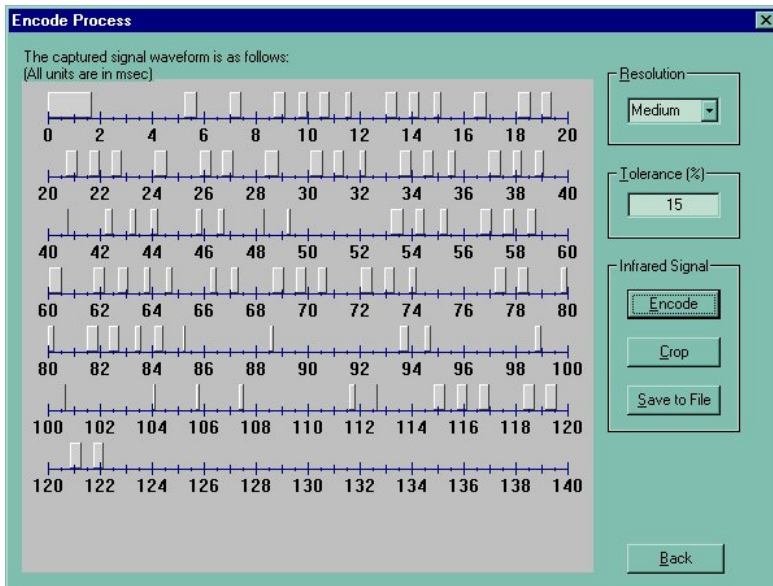 Encode Process
The captured signal waveform is as follows:
(All units are in msec)
0 2 4 6 8 10 12 14 16 18 20
20 22 24 26 28 30 32 34 36 38 40
40 42 44 46 48 50 52 54 56 58 60
60 62 64 66 68 70 72 74 76 78 80
80 82 84 86 88 90 92 94 96 98 100
100 102 104 106 108 110 112 114 116 118 120
120 122 124 126 128 130 132 134 136 138 140
Resolution
Medium
Tolerance (%)
15
Infrared Signal
Encode
Crop
Save to File
Back